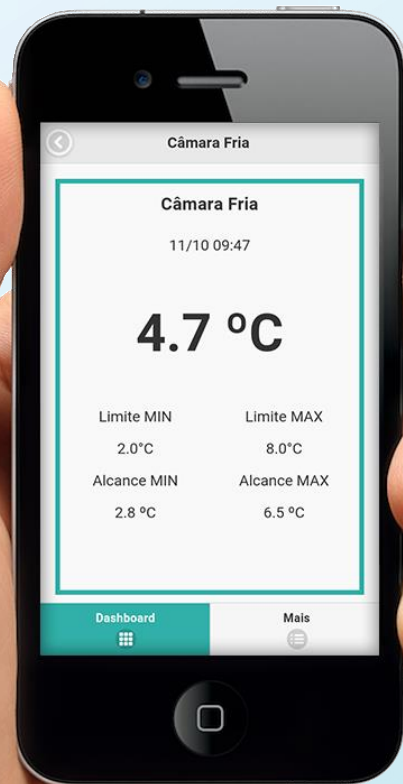 Câmara Fria
Câmara Fria
11/10 09:47
4.7 ºC
Limite MIN Limite MAX
2.0°C 8.0°C
Alcance MIN Alcance MAX
2.8 ºC 6.5 ºC
Dashboard Mais